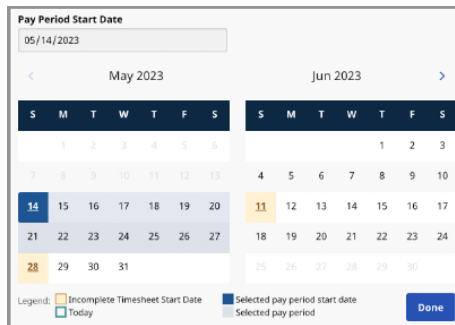 Pay Period Start Date
05/14/2023
< May 2023 Jun 2023 >
S M T W T F S S M T W T F S
1 2 3 4 5 6 1 2 3
7 8 9 10 11 12 13 4 5 6 7 8 9 10
14 15 16 17 18 19 20 11 12 13 14 15 16 17
21 22 23 24 25 26 27 18 19 20 21 22 23 24
28 29 30 31 25 26 27 28 29 30
Legend: Incomplete Timesheet Start Date Selected pay period start date
Today Selected pay period
Done